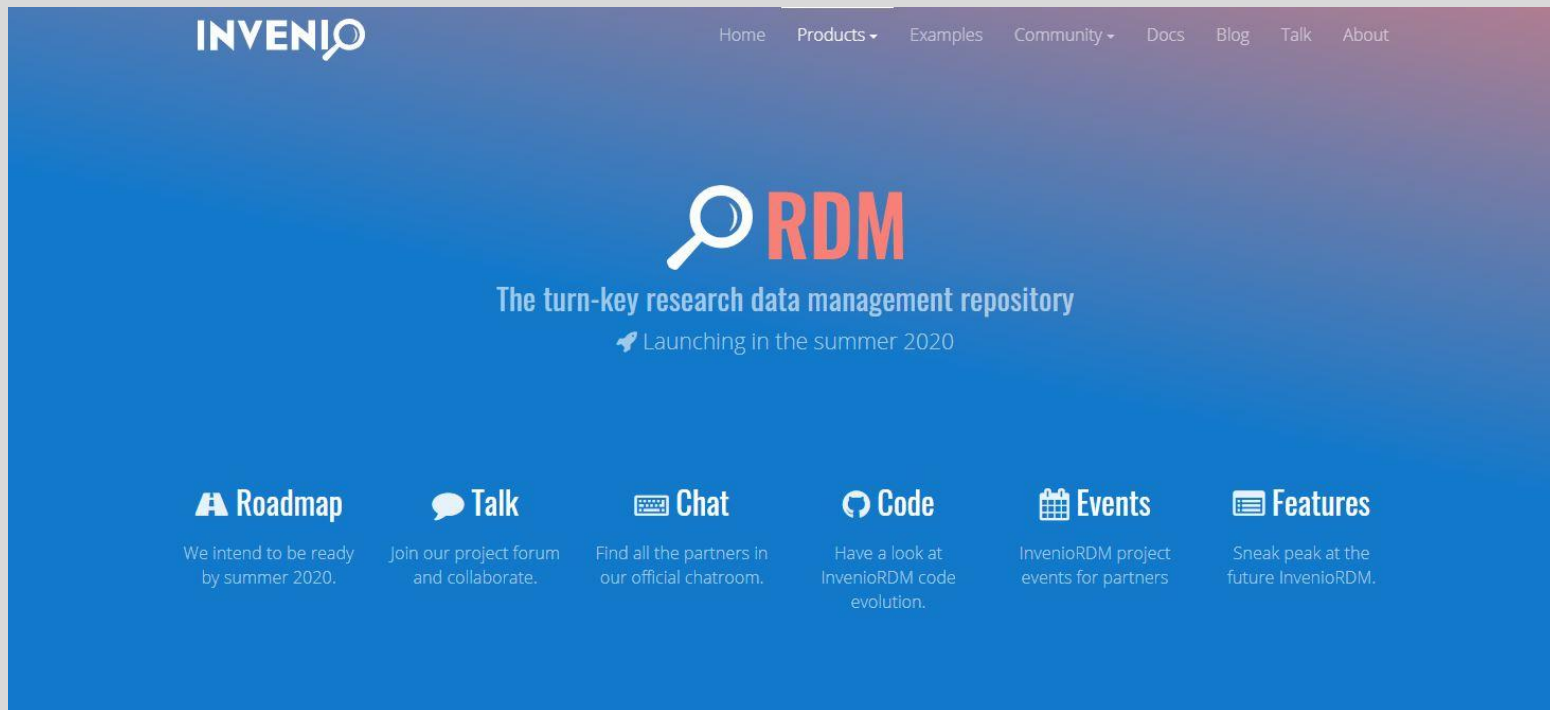 INVENIO
Home Products Examples Community Docs Blog Talk About
RDM
The turn-key research data management repository
Launching in the summer 2020
Roadmap
We intend to be ready
by summer 2020.
Talk
Join our project forum
and collaborate.
Chat
Find all the partners in
our official chatroom.
Code
Have a look at
InvenioRDM code
evolution.
Events
InvenioRDM project
events for partners
Features
Sneak peak at the
future InvenioRDM.